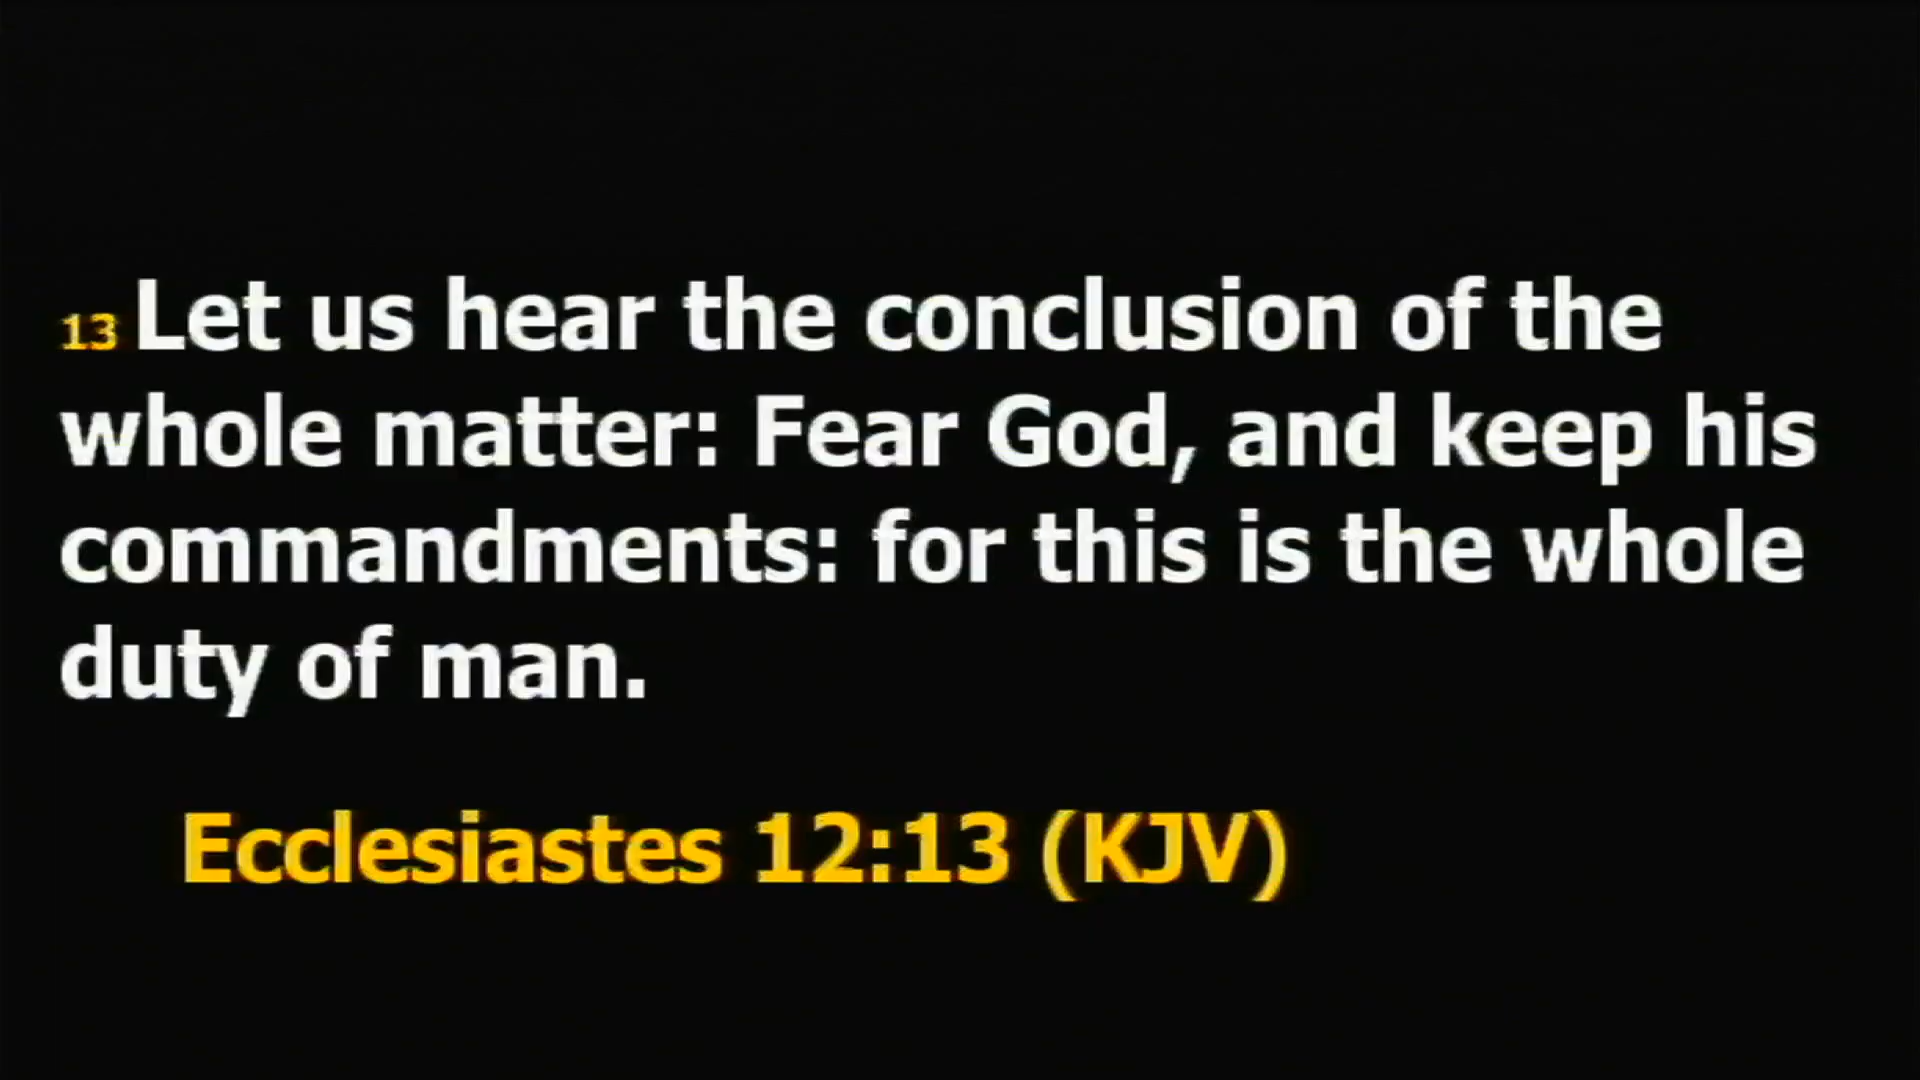 13 Let us hear the conclusion of the
whole matter: Fear God, and keep his
commandments: for this is the whole
duty of man.
Ecclesiastes 12:13 (KJV)